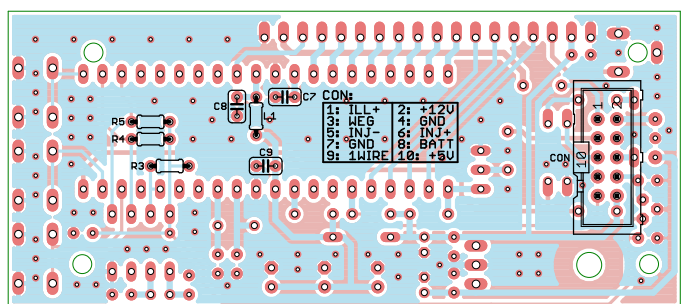 CON:
C7
C8
L1
1: ILL+ 2: +12V
3: WEG 4: GND
5: INJ- 6: INJ+
7: GND 8: BATT
9: 1WIRE 10: +5V
R5
R4
R3
C9
1 2
CON 10